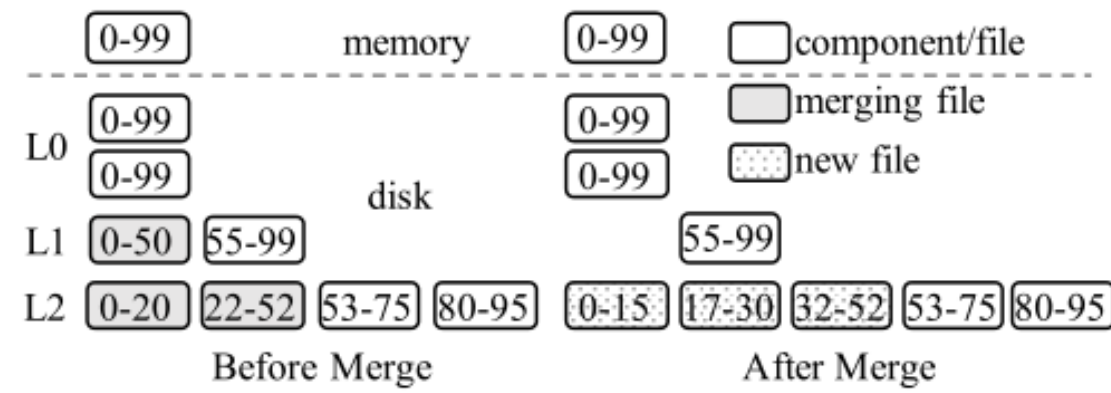 0-99 memory 0-99 component/file
0-99 0-99 merging file
L0
0-99 0-99 new file
disk
L1 0-50 55-99 55-99
L2 0-20 22-52 53-75 80-95 0-15 17-30 32-52 53-75 80-95
Before Merge After Merge